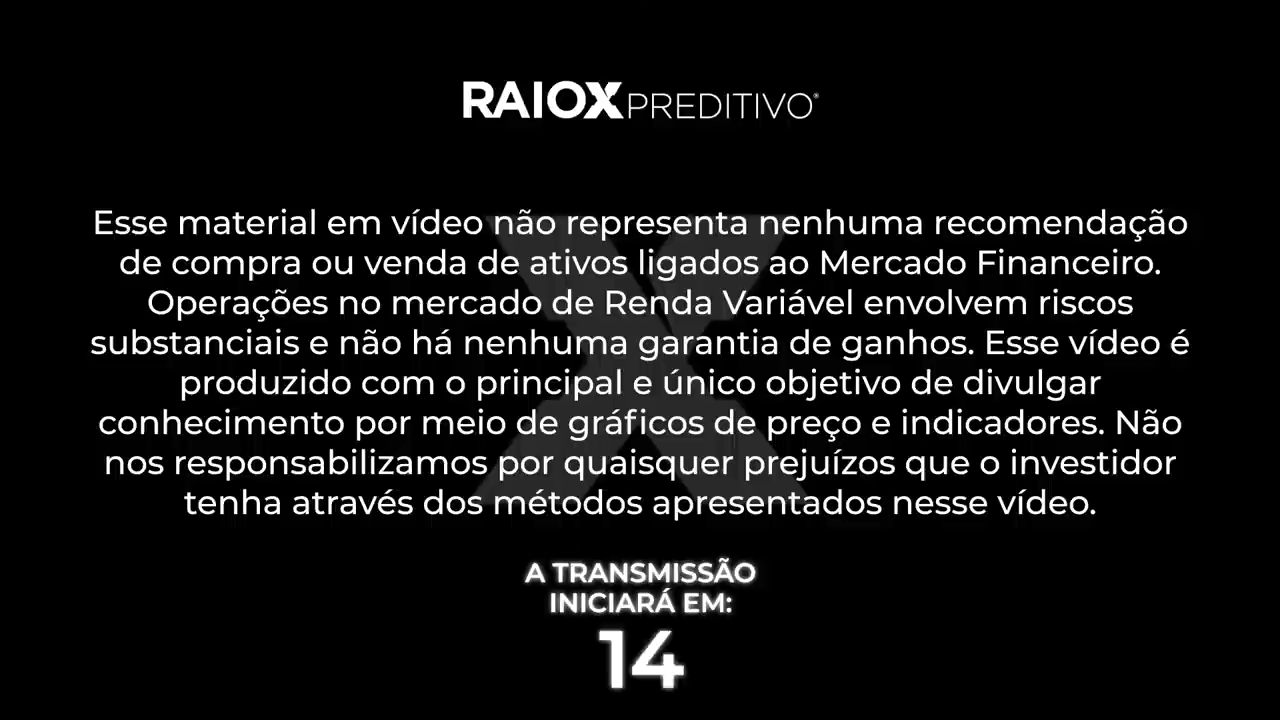 RAIOXPREDITIVO®
Esse material em vídeo não representa nenhuma recomendação
de compra ou venda de ativos ligados ao Mercado Financeiro.
Operações no mercado de Renda Variável envolvem riscos
substanciais e não há nenhuma garantia de ganhos. Esse vídeo é
produzido com o principal e único objetivo de divulgar
conhecimento por meio de gráficos de preço e indicadores. Não
nos responsabilizamos por quaisquer prejuízos que o investidor
tenha através dos métodos apresentados nesse vídeo.
A TRANSMISSÃO
INICIARÁ EM:
14